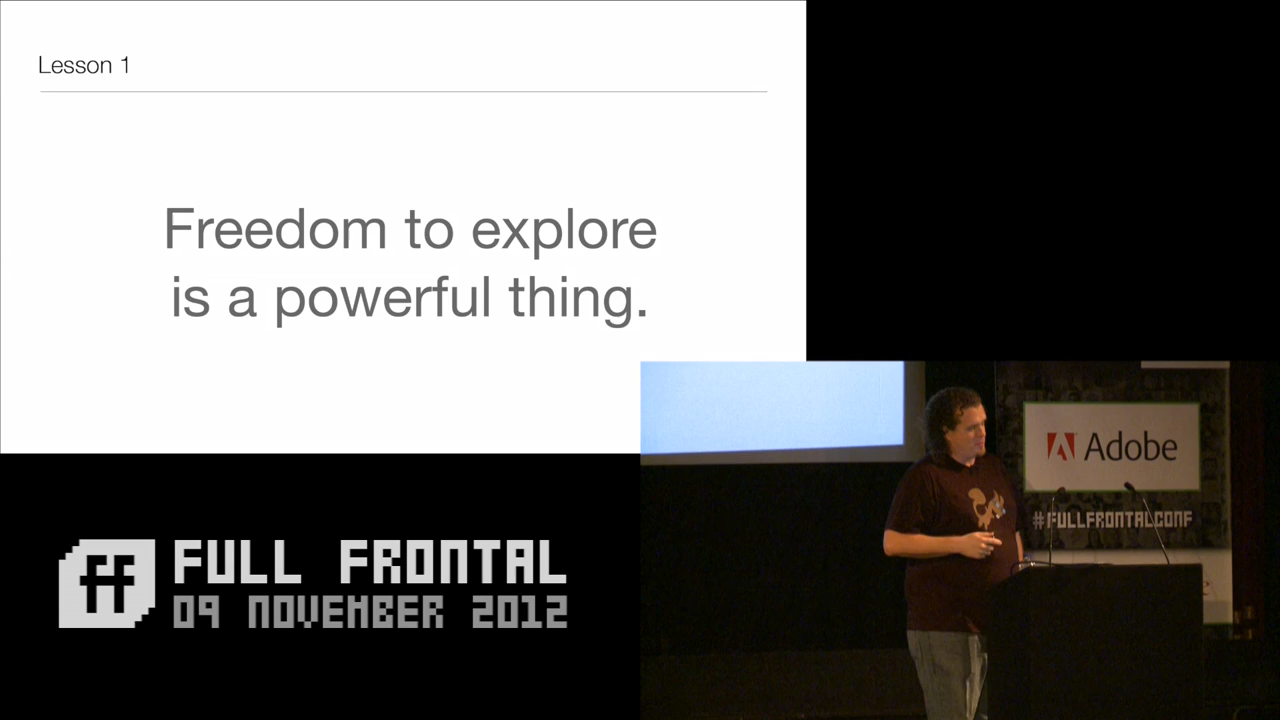 Lesson 1
Freedom to explore
is a powerful thing.
Adobe
#FULLFRONTALCONF
ff
FULL FRONTAL
09 NOVEMBER 2012